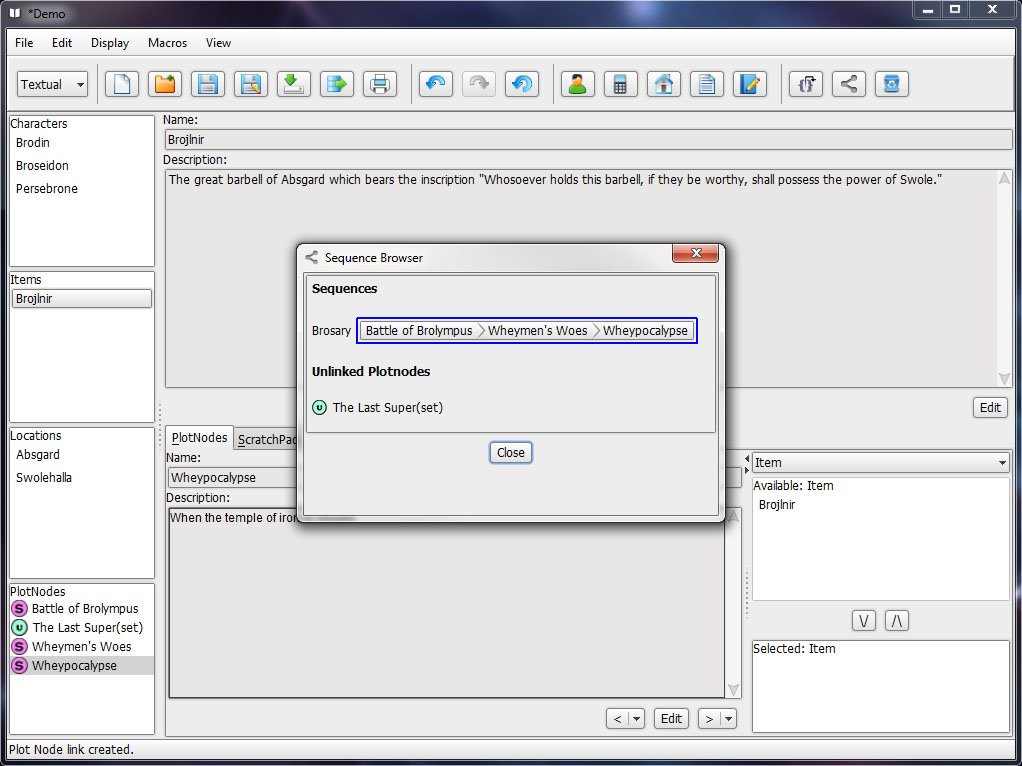 *Demo
File Edit Display Macros View
Textual
Characters
Brodin
Broseidon
Persebrone
Items
Brojlnir
Locations
Absgard
Swolehalla
PlotNodes
S Battle of Brolympus
U The Last Super(set)
S Wheymen's Woes
S Wheypocalypse
Name:
Brojlnir
Description:
The great barbell of Absgard which bears the inscription "Whosoever holds this barbell, if they be worthy, shall possess the power of Swole."
Edit
Sequence Browser
Sequences
Brosary Battle of Brolympus Wheymen's Woes Wheypocalypse
Unlinked Plotnodes
U The Last Super(set)
Close
PlotNodes ScratchPad
Name:
Wheypocalypse
Description:
When the temple of iron
< Edit >
Item
Available: Item
Brojlnir
\/ /\
Selected: Item
Plot Node link created.